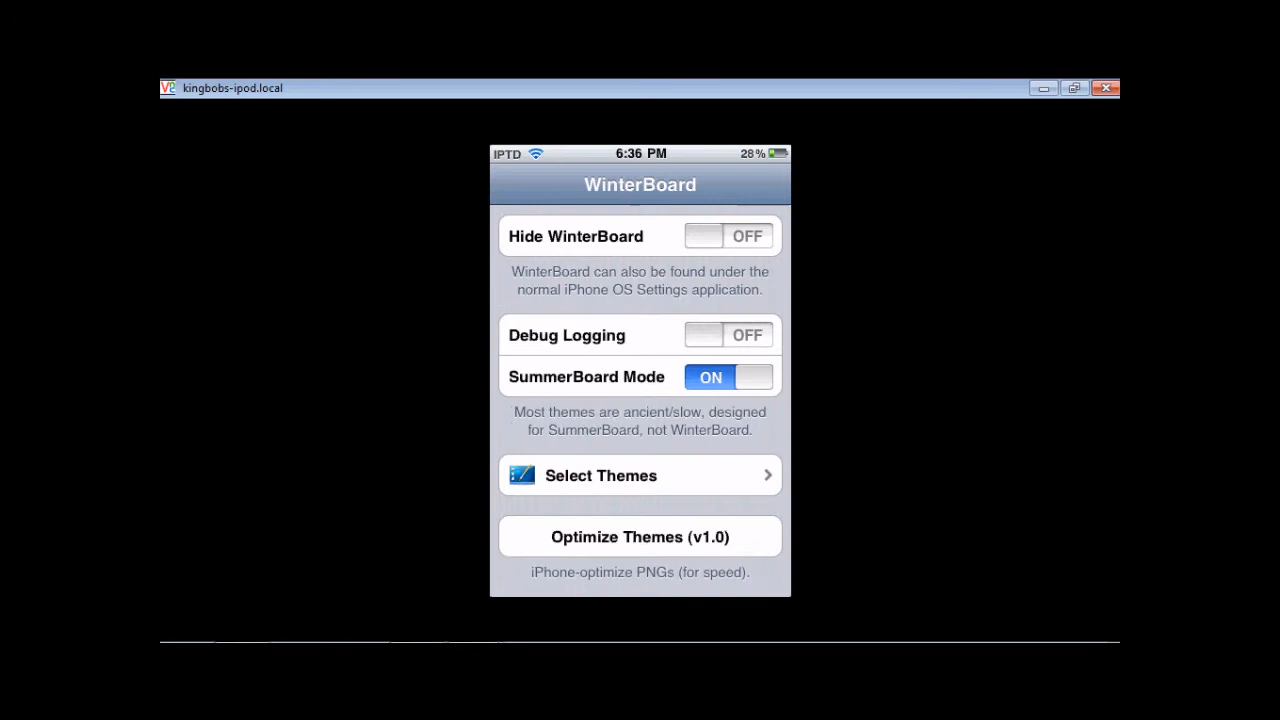 kingbobs-ipod.local
IPTD 6:36 PM 28%
WinterBoard
Hide WinterBoard OFF
WinterBoard can also be found under the
normal iPhone OS Settings application.
Debug Logging OFF
SummerBoard Mode ON
Most themes are ancient/slow, designed
for SummerBoard, not WinterBoard.
Select Themes
Optimize Themes (v1.0)
iPhone-optimize PNGs (for speed).